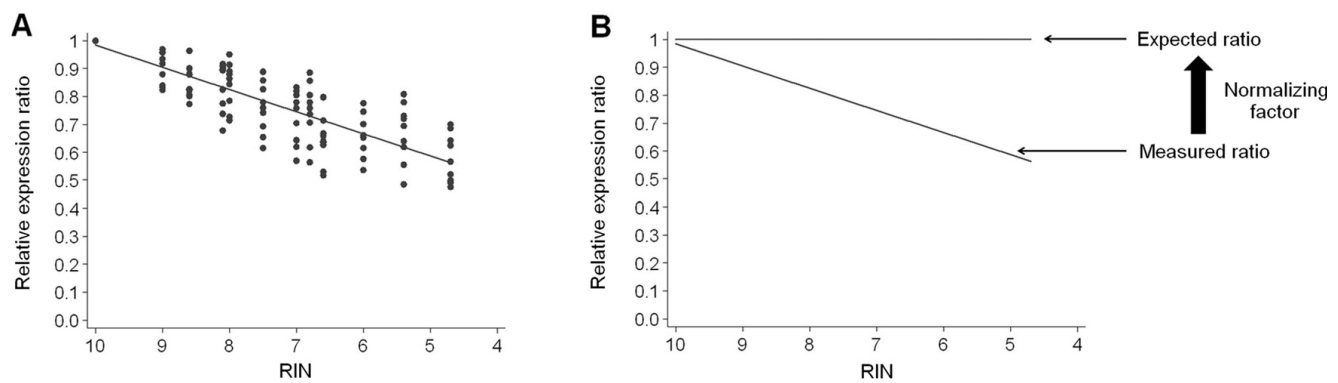 A
Relative expression ratio
1
0.9
0.8
0.7
0.6
0.5
0.4
0.3
0.2
0.1
0.0
10 9 8 7 6 5 4
RIN
B
Relative expression ratio
1
0.9
0.8
0.7
0.6
0.5
0.4
0.3
0.2
0.1
0.0
10 9 8 7 6 5 4
RIN
Expected ratio
Normalizing
factor
Measured ratio